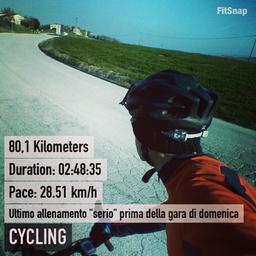 FitSnap
80,1 Kilometers
Duration: 02:48:35
Pace: 28.51 km/h
Ultimo allenamento "serio" prima della gara di domenica
CYCLING